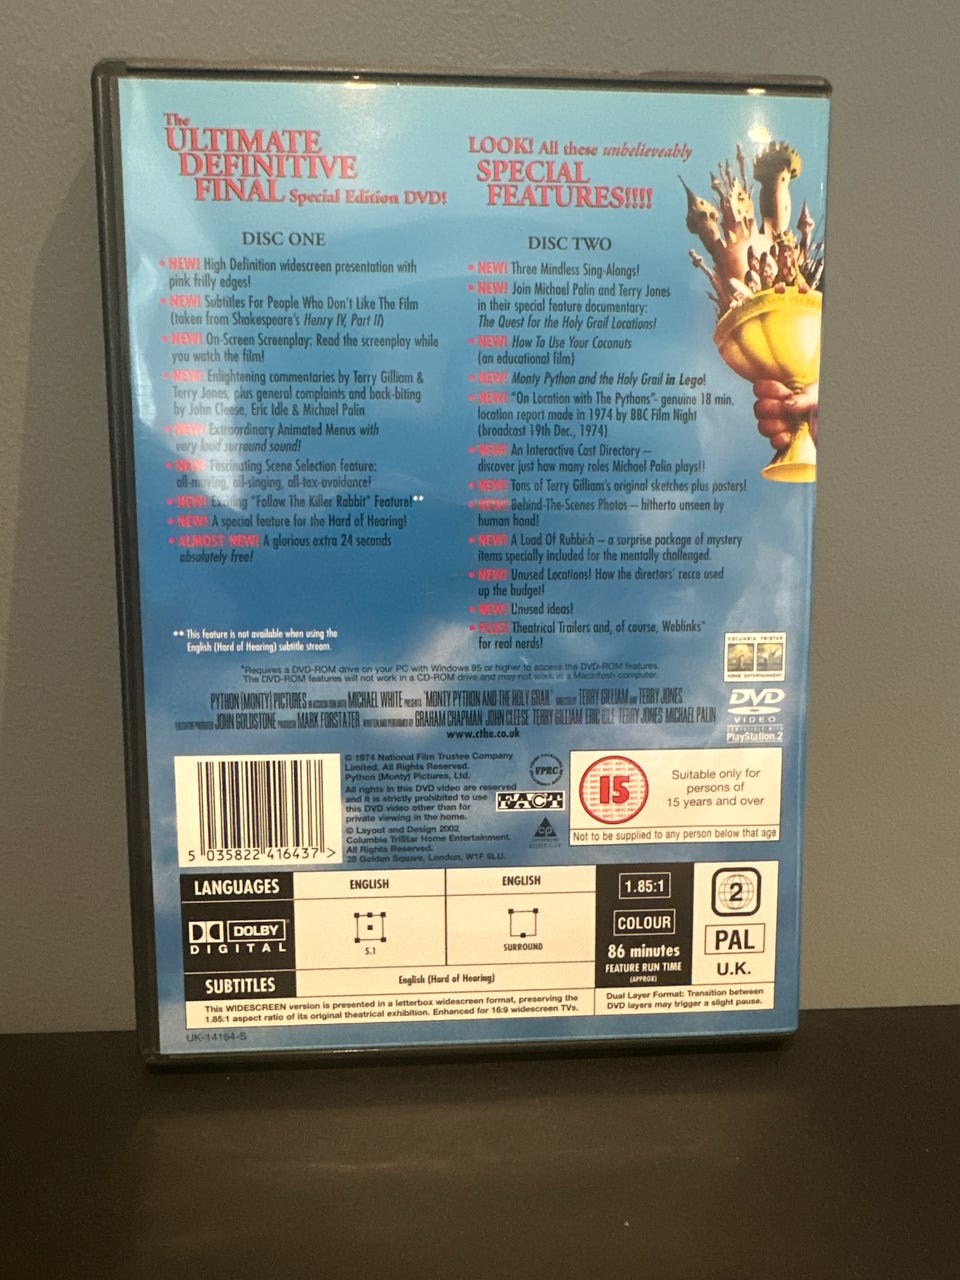 The
ULTIMATE
DEFINITIVE
FINAL Special Edition DVD!
DISC ONE
• NEW! High Definition widescreen presentation with
pink frilly edges!
• NEW! Subtitles For People Who Don't Like The Film
(taken from Shakespeare's Henry IV, Part II)
• NEW! On-Screen Screenplay: Read the screenplay while
you watch the film!
• NEW! Enlightening commentaries by Terry Gilliam &
Terry Jones, plus general complaints and back-biting
by John Cleese, Eric Idle & Michael Palin
• NEW! Extraordinary Animated Menus with
very loud surround sound!
• NEW! Fascinating Scene Selection feature:
all-moving, all-singing, all-tax-avoidance!
• NEW! Exciting "Follow The Killer Rabbit" Feature!**
• NEW! A special feature for the Hard of Hearing!
• ALMOST NEW! A glorious extra 24 seconds
absolutely free!
** This feature is not available when using the
English (Hard of Hearing) subtitle stream.
LOOK! All these unbelieveably
SPECIAL
FEATURES!!!!
DISC TWO
• NEW! Three Mindless Sing-Alongs!
• NEW! Join Michael Palin and Terry Jones
in their special feature documentary:
The Quest for the Holy Grail Locations!
• NEW! How To Use Your Coconuts
(an educational film)
• NEW! Monty Python and the Holy Grail in Lego!
• NEW! "On Location with The Pythons"- genuine 18 min.
location report made in 1974 by BBC Film Night
(broadcast 19th Dec., 1974)
• NEW! An Interactive Cast Directory –
discover just how many roles Michael Palin plays!!
• NEW! Tons of Terry Gilliam's original sketches plus posters!
• NEW! Behind-The-Scenes Photos – hitherto unseen by
human hand!
• NEW! A Load Of Rubbish – a surprise package of mystery
items specially included for the mentally challenged.
• NEW! Unused Locations! How the directors' recce used
up the budget!
• NEW! Unused ideas!
• PLUS! Theatrical Trailers and, of course, Weblinks*
for real nerds!
*Requires a DVD-ROM drive on your PC with Windows 95 or higher to access the DVD-ROM features.
The DVD-ROM features will not work in a CD-ROM drive and may not work in a Macintosh computer.
COLUMBIA TRISTAR
HOME ENTERTAINMENT
DVD
VIDEO
COMPATIBLE WITH
PlayStation 2
PYTHON (MONTY) PICTURES IN ASSOCIATION WITH MICHAEL WHITE PRESENTS "MONTY PYTHON AND THE HOLY GRAIL" DIRECTED BY TERRY GILLIAM AND TERRY JONES
EXECUTIVE PRODUCER JOHN GOLDSTONE PRODUCER MARK FORSTATER WRITTEN AND PERFORMED BY GRAHAM CHAPMAN JOHN CLEESE TERRY GILLIAM ERIC IDLE TERRY JONES MICHAEL PALIN
www.cthe.co.uk
5 035822 416437 >
© 1974 National Film Trustee Company
Limited. All Rights Reserved.
Python (Monty) Pictures, Ltd.
All rights in this DVD video are reserved
and it is strictly prohibited to use
this DVD video other than for
private viewing in the home.
© Layout and Design 2002
Columbia TriStar Home Entertainment.
All Rights Reserved.
25 Golden Square, London, W1F 9LU.
VPRC
FACT
cp
15
Suitable only for
persons of
15 years and over
Not to be supplied to any person below that age
LANGUAGES
ENGLISH
ENGLISH
DOLBY
DIGITAL
5.1
SURROUND
SUBTITLES
English (Hard of Hearing)
1.85:1
COLOUR
86 minutes
FEATURE RUN TIME
(APPROX)
2
PAL
U.K.
This WIDESCREEN version is presented in a letterbox widescreen format, preserving the
1.85:1 aspect ratio of its original theatrical exhibition. Enhanced for 16:9 widescreen TVs.
Dual Layer Format: Transition between
DVD layers may trigger a slight pause.
UK-14164-S